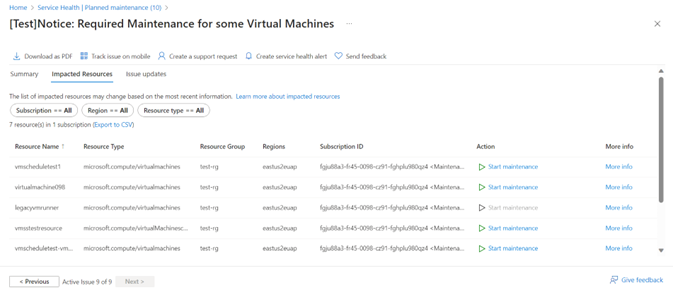 Home > Service Health | Planned maintenance (10) >
[Test]Notice: Required Maintenance for some Virtual Machines ...
Download as PDF Track issue on mobile Create a support request Create service health alert Send feedback
Summary Impacted Resources Issue updates
The list of impacted resources may change based on the most recent information. Learn more about impacted resources
Subscription == All Region == All Resource type == All
7 resource(s) in 1 subscription (Export to CSV)
Resource Name ↑ Resource Type Resource Group Regions Subscription ID Action More info
vmscheduletest1 microsoft.compute/virtualmachines test-rg eastus2euap fgju88a3-fr45-0098-cz91-fghplu980qz4 <Maintena... Start maintenance More info
virtualmachine098 microsoft.compute/virtualmachines test-rg eastus2euap fgju88a3-fr45-0098-cz91-fghplu980qz4 <Maintena... Start maintenance More info
legacyvmrunner microsoft.compute/virtualmachines test-rg eastus2euap fgju88a3-fr45-0098-cz91-fghplu980qz4 <Maintena... Start maintenance More info
vmsstestresource microsoft.compute/virtualMachinesc... test-rg eastus2euap fgju88a3-fr45-0098-cz91-fghplu980qz4 <Maintena... Start maintenance More info
vmscheduletest-vm... microsoft.compute/virtualmachines test-rg eastus2euap fgju88a3-fr45-0098-cz91-fghplu980qz4 <Maintena... Start maintenance More info
< Previous Active Issue 9 of 9 Next > Give feedback